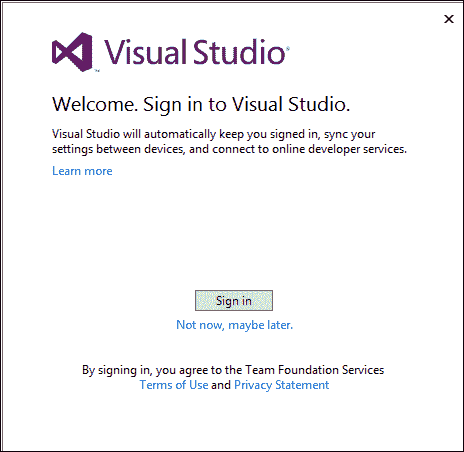 Visual Studio
Welcome. Sign in to Visual Studio.
Visual Studio will automatically keep you signed in, sync your
settings between devices, and connect to online developer services.
Learn more
Sign in
Not now, maybe later.
By signing in, you agree to the Team Foundation Services
Terms of Use and Privacy Statement